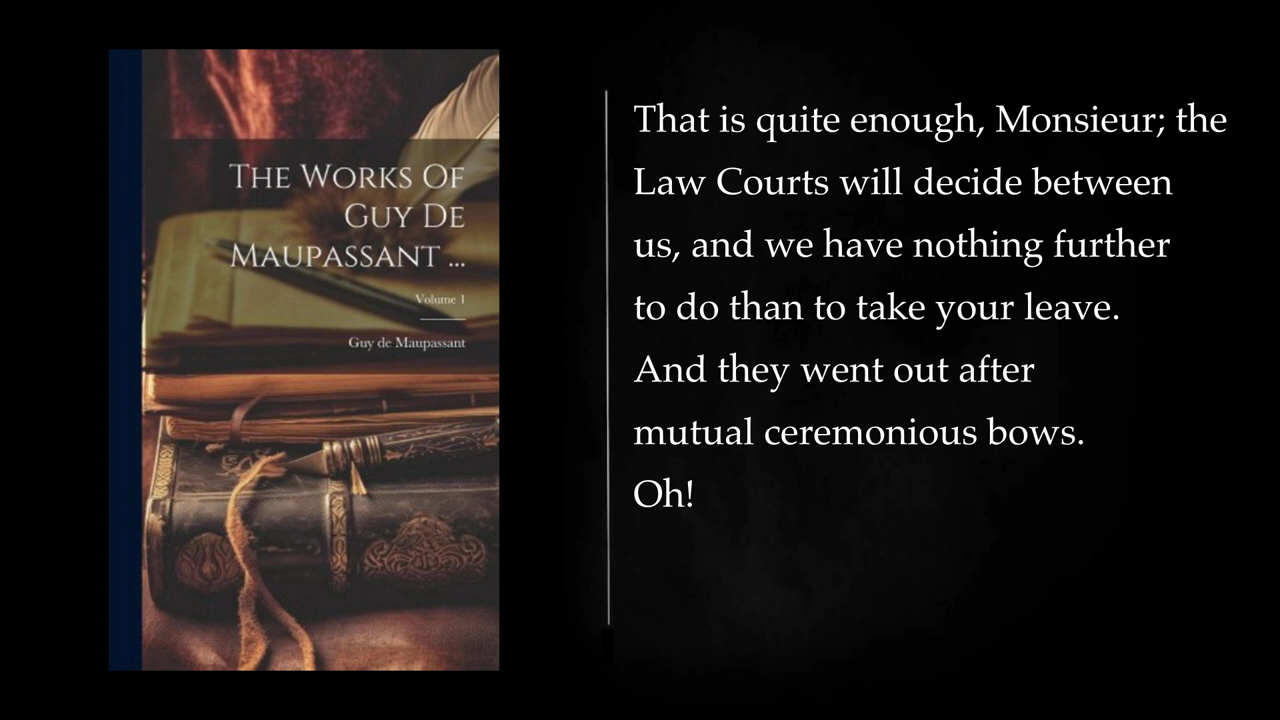 THE WORKS OF
GUY DE
MAUPASSANT ...
Volume 1
Guy de Maupassant
That is quite enough, Monsieur; the
Law Courts will decide between
us, and we have nothing further
to do than to take your leave.
And they went out after
mutual ceremonious bows.
Oh!